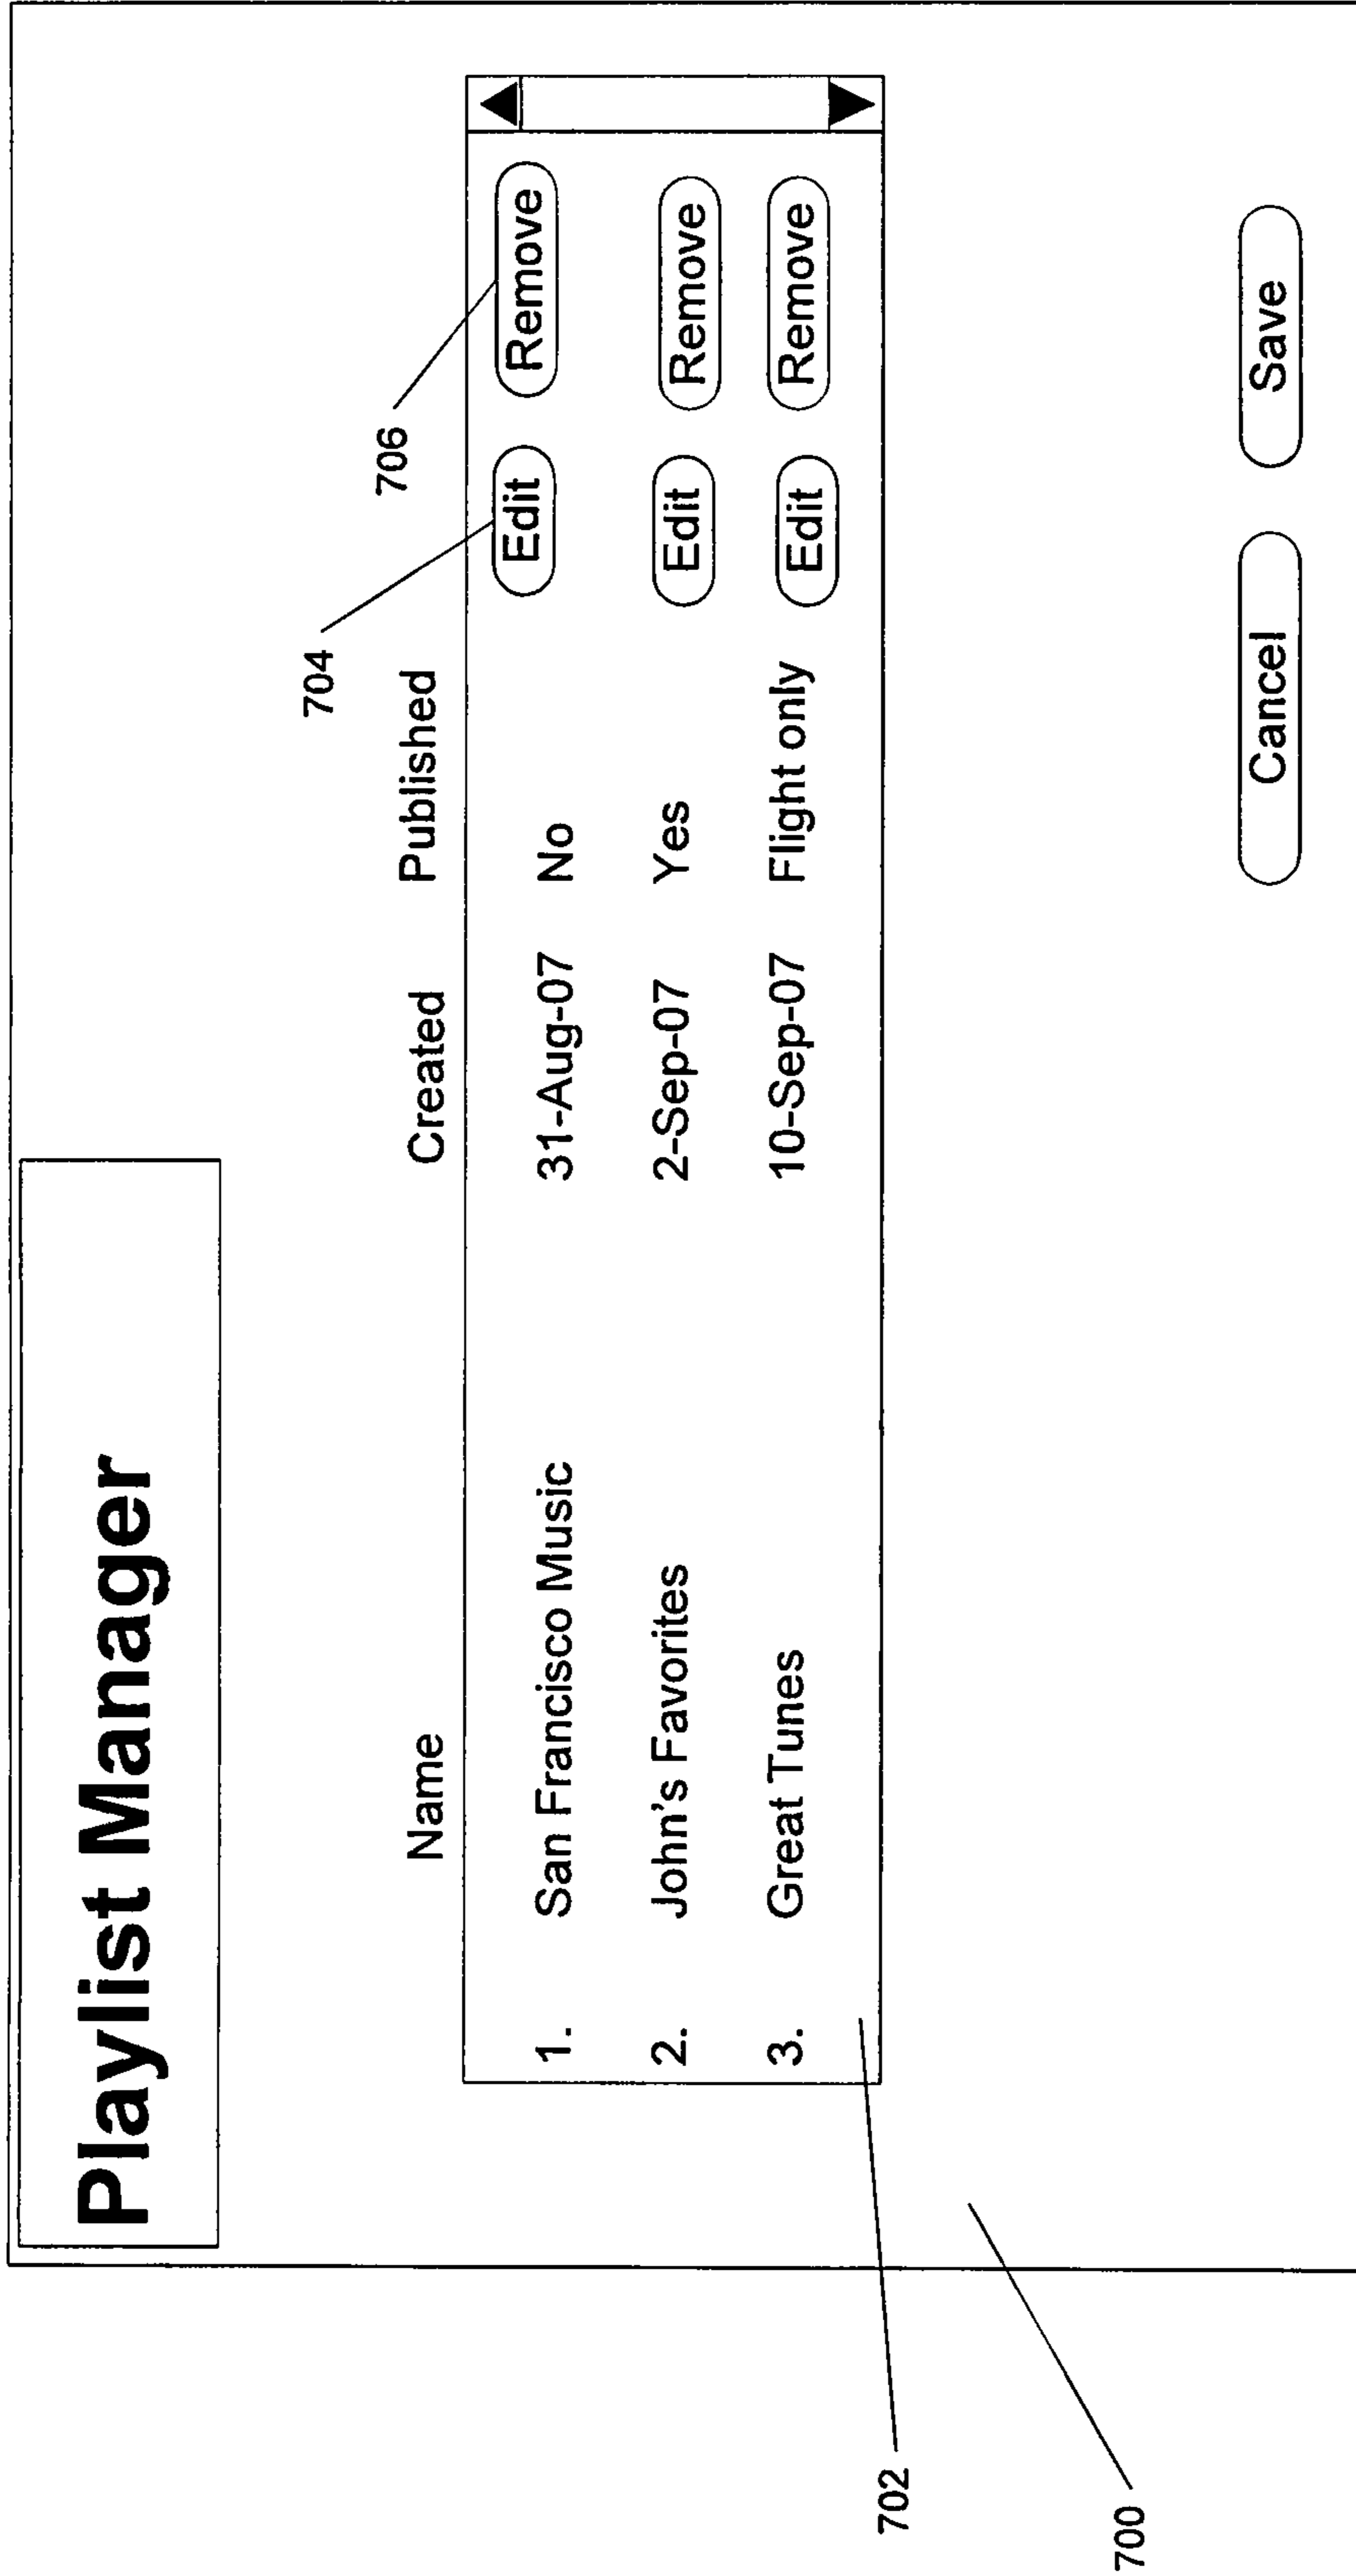 Playlist Manager
704
706
Name Created Published
1. San Francisco Music 31-Aug-07 No Edit Remove
2. John's Favorites 2-Sep-07 Yes Edit Remove
3. Great Tunes 10-Sep-07 Flight only Edit Remove
702
700
Cancel Save